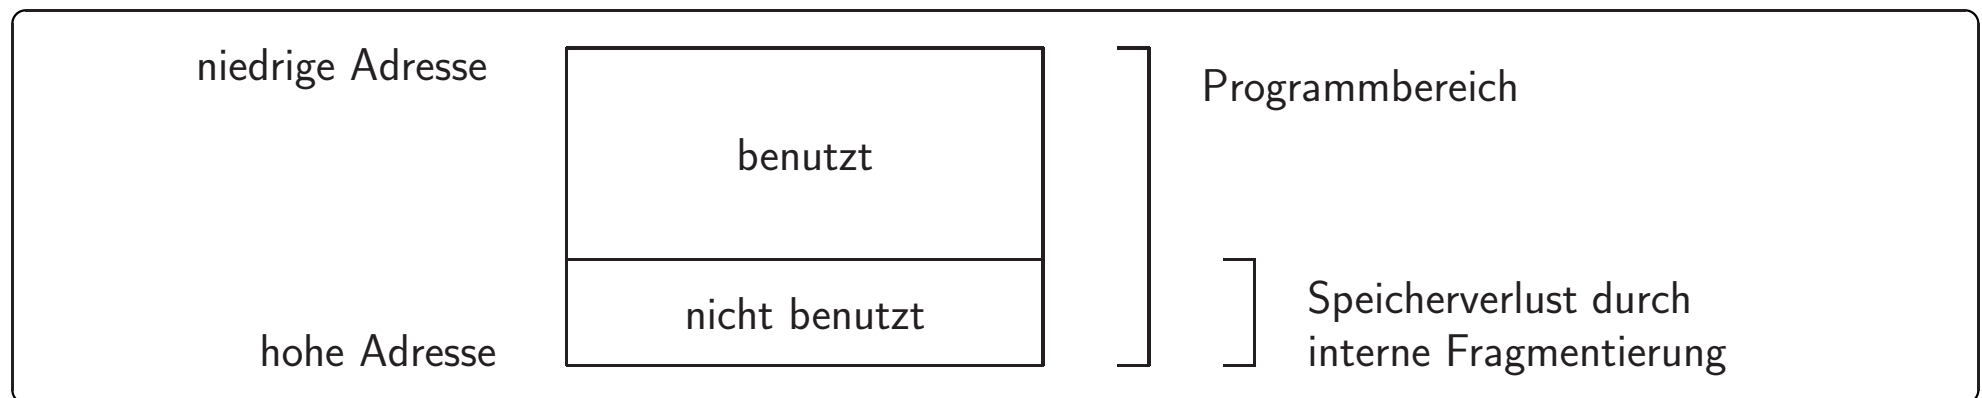 niedrige Adresse
Programmbereich
benutzt
nicht benutzt
Speicherverlust durch
interne Fragmentierung
hohe Adresse